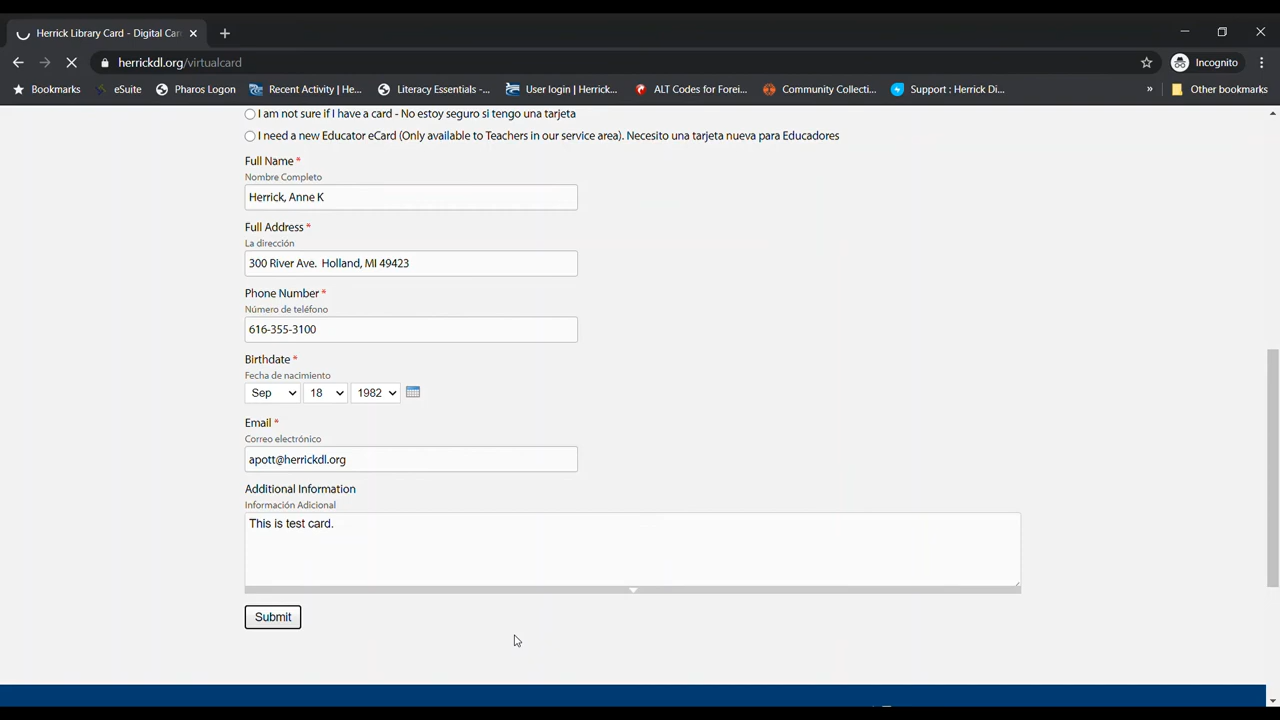 Herrick Library Card - Digital Car
Incognito
herrickdl.org/virtualcard
Bookmarks eSuite Pharos Logon Recent Activity | He... Literacy Essentials -... User login | Herrick... ALT Codes for Forei... Community Collecti... Support : Herrick Di... » Other bookmarks
I am not sure if I have a card - No estoy seguro si tengo una tarjeta
I need a new Educator eCard (Only available to Teachers in our service area). Necesito una tarjeta nueva para Educadores
Full Name *
Nombre Completo
Herrick, Anne K
Full Address *
La dirección
300 River Ave. Holland, MI 49423
Phone Number *
Número de teléfono
616-355-3100
Birthdate *
Fecha de nacimiento
Sep 18 1982
Email *
Correo electrónico
apott@herrickdl.org
Additional Information
Información Adicional
This is test card.
Submit